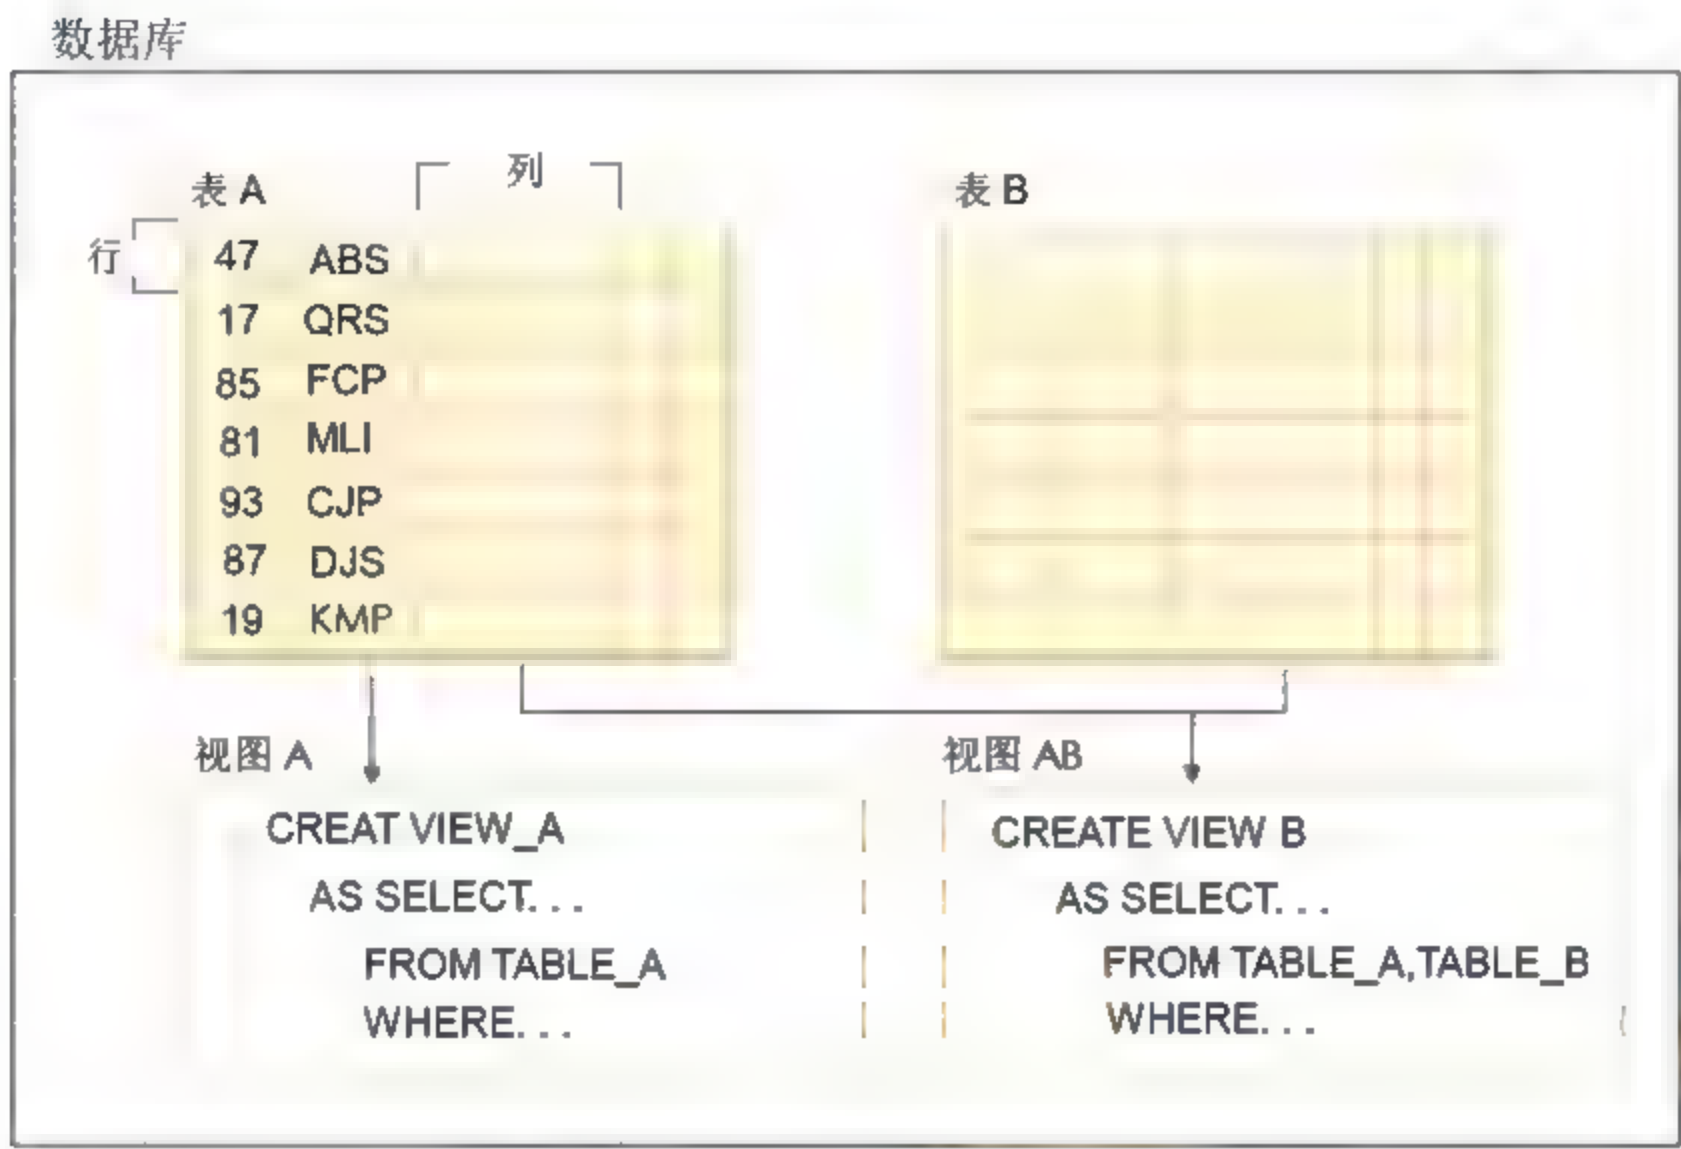 数据库
表 A
列
行
47 ABS
17 QRS
85 FCP
81 MLI
93 CJP
87 DJS
19 KMP
表 B
视图 A
CREAT VIEW_A
AS SELECT. . .
FROM TABLE_A
WHERE. . .
视图 AB
CREATE VIEW B
AS SELECT. . .
FROM TABLE_A,TABLE_B
WHERE. . .